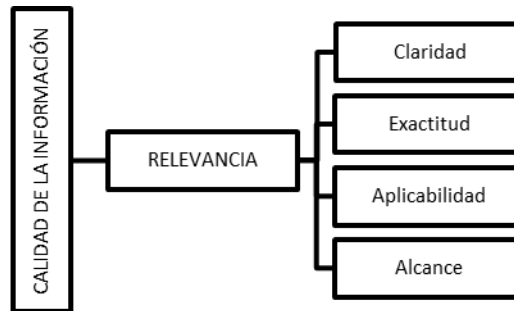 CALIDAD DE LA INFORMACIÓN
RELEVANCIA
Claridad
Exactitud
Aplicabilidad
Alcance